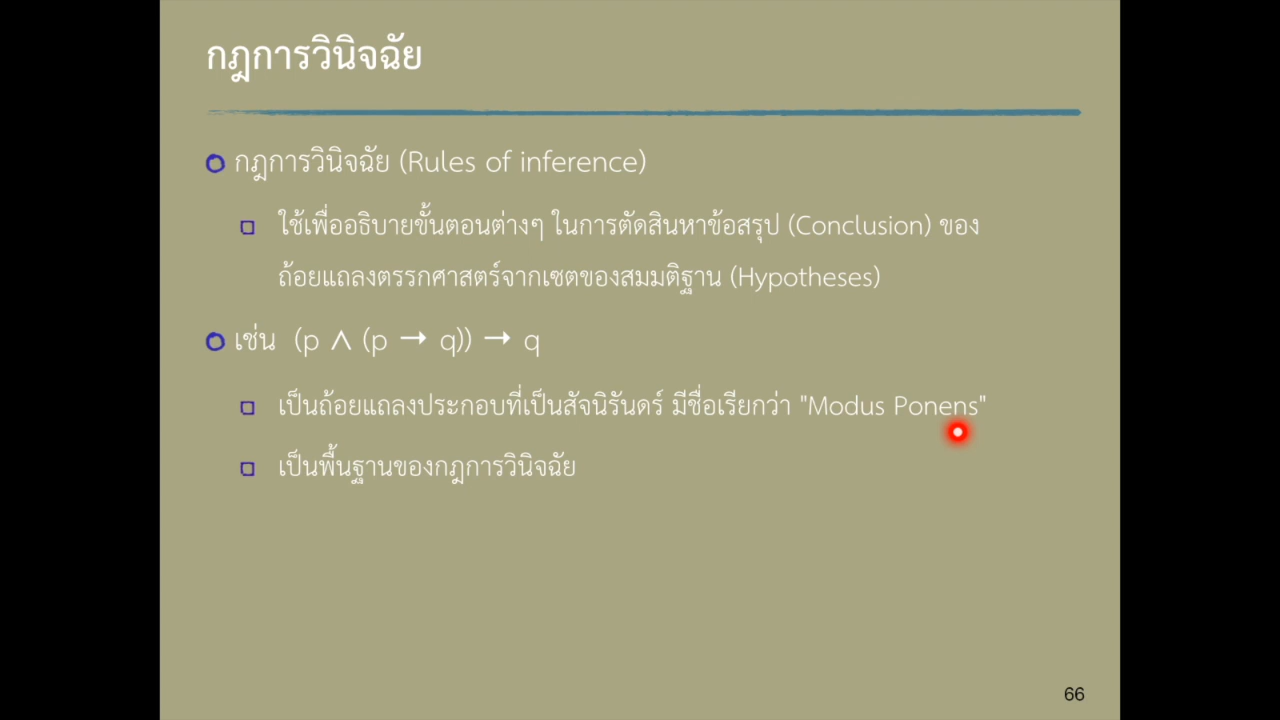 กฎการวินิจฉัย
กฎการวินิจฉัย (Rules of inference)
ใช้เพื่ออธิบายขั้นตอนต่างๆ ในการตัดสินหาข้อสรุป (Conclusion) ของ
ถ้อยแถลงตรรกศาสตร์จากเซตของสมมติฐาน (Hypotheses)
เช่น (p ∧ (p → q)) → q
เป็นถ้อยแถลงประกอบที่เป็นสัจนิรันดร์ มีชื่อเรียกว่า "Modus Ponens"
เป็นพื้นฐานของกฎการวินิจฉัย
66